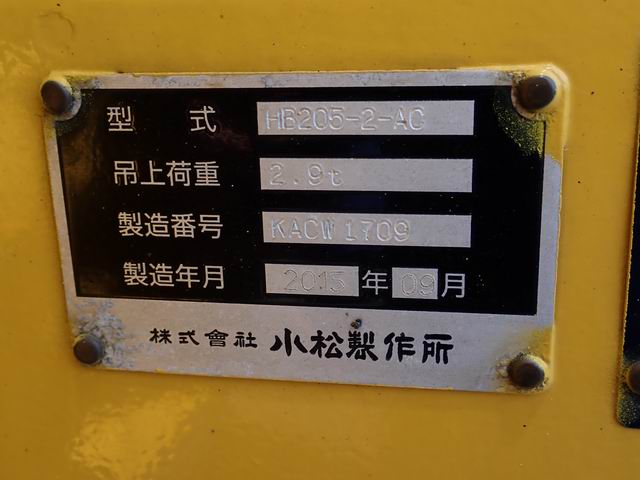 型 式 HB205-2-AC
吊上荷重 2.9t
製造番号 KACW1709
製造年月 2015年09月
株式會社 小松製作所